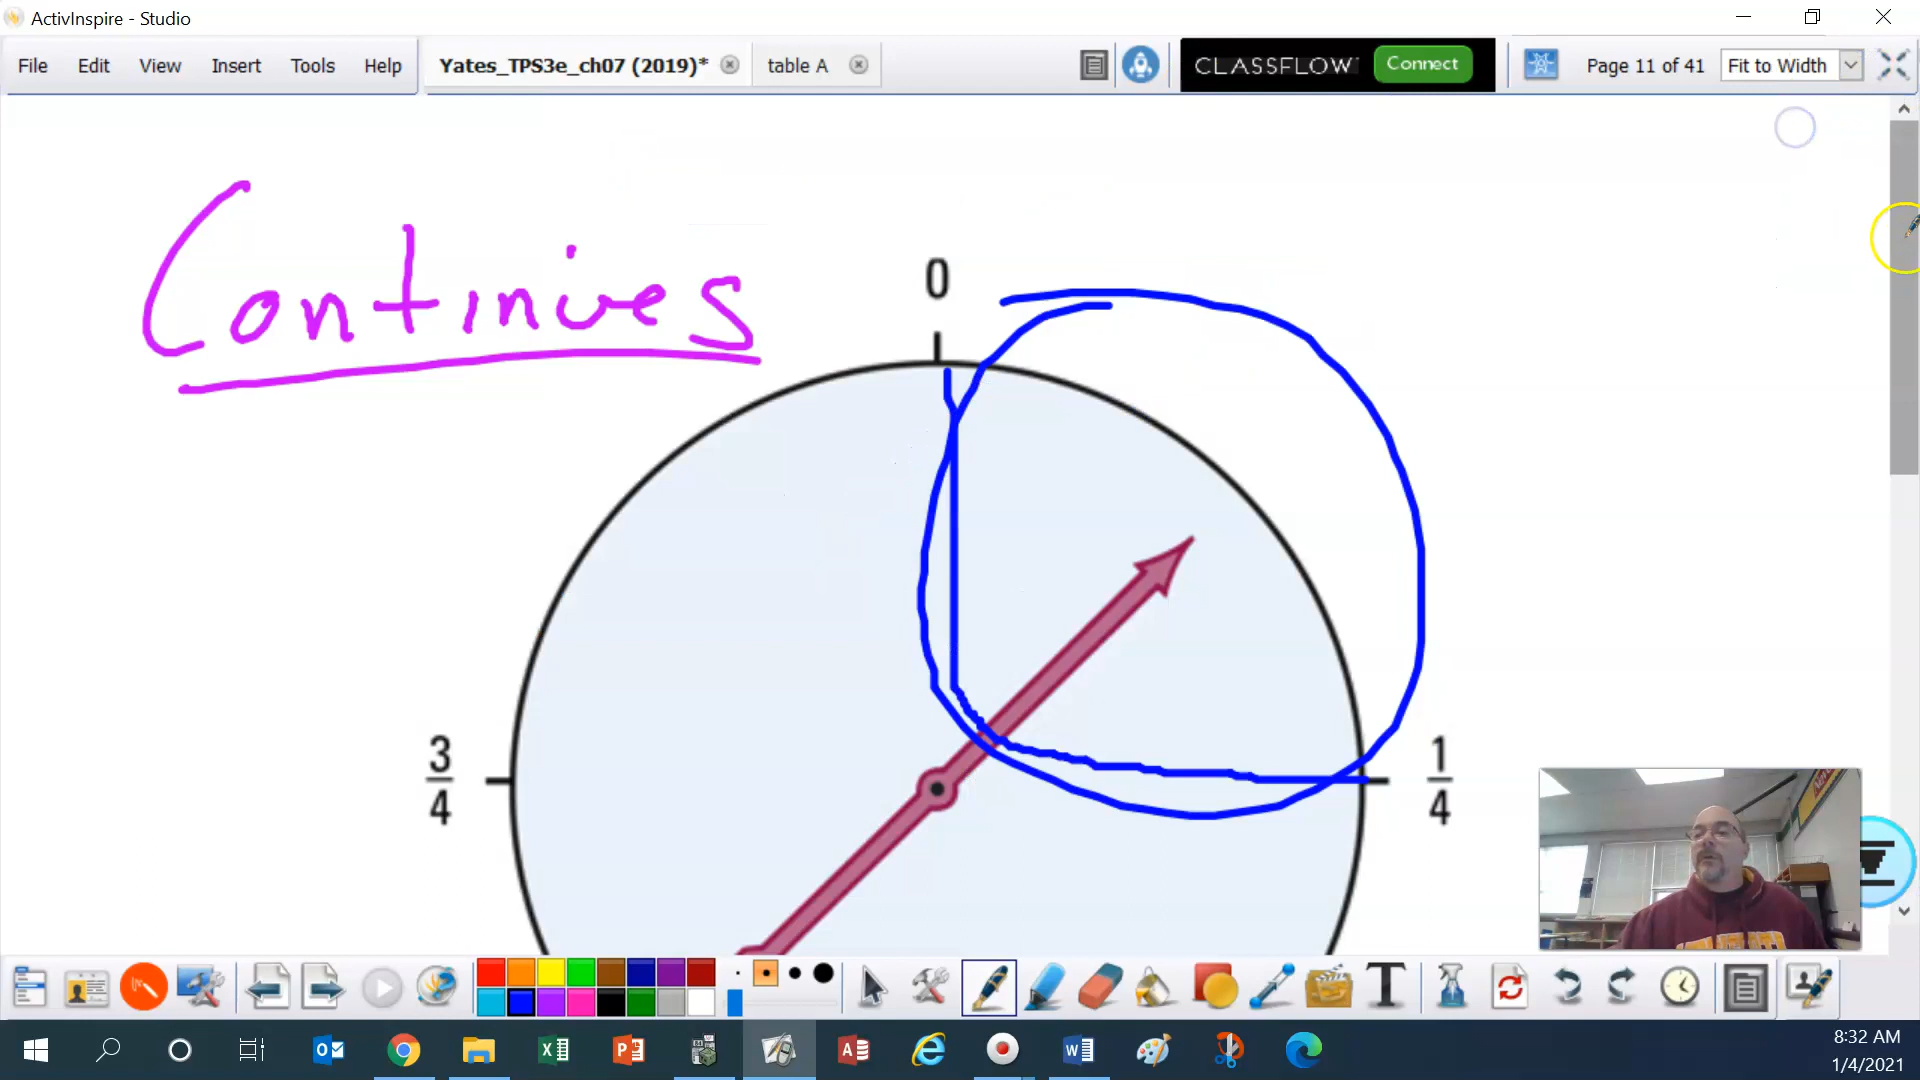 ActivInspire - Studio
File Edit View Insert Tools Help
Yates_TPS3e_ch07 (2019)*
table A
CLASSFLOW
Connect
Page 11 of 41
Fit to Width
Continues
0
3/4
1/4
T
8:32 AM
1/4/2021